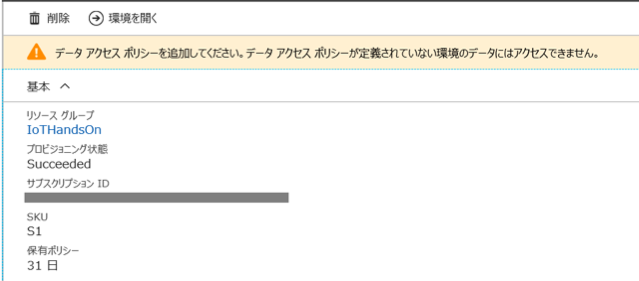 削除 環境を開く
データ アクセス ポリシーを追加してください。データ アクセス ポリシーが定義されていない環境のデータにはアクセスできません。
基本
リソース グループ
IoTHandsOn
プロビジョニング状態
Succeeded
サブスクリプション ID
SKU
S1
保有ポリシー
31 日